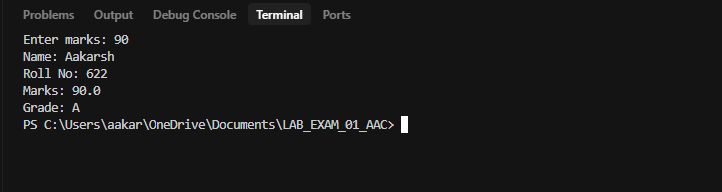 Problems Output Debug Console Terminal Ports
Enter marks: 90
Name: Aakarsh
Roll No: 622
Marks: 90.0
Grade: A
PS C:\Users\aakar\OneDrive\Documents\LAB_EXAM_01_AAC>